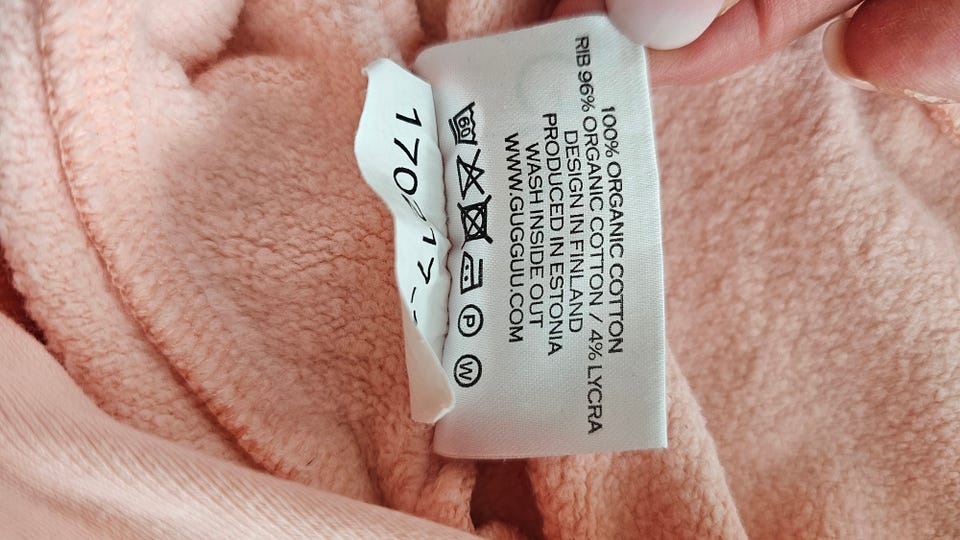 100% ORGANIC COTTON
RIB 96% ORGANIC COTTON / 4% LYCRA
DESIGN IN FINLAND
PRODUCED IN ESTONIA
WASH INSIDE OUT
WWW.GUGGUU.COM
60 P W